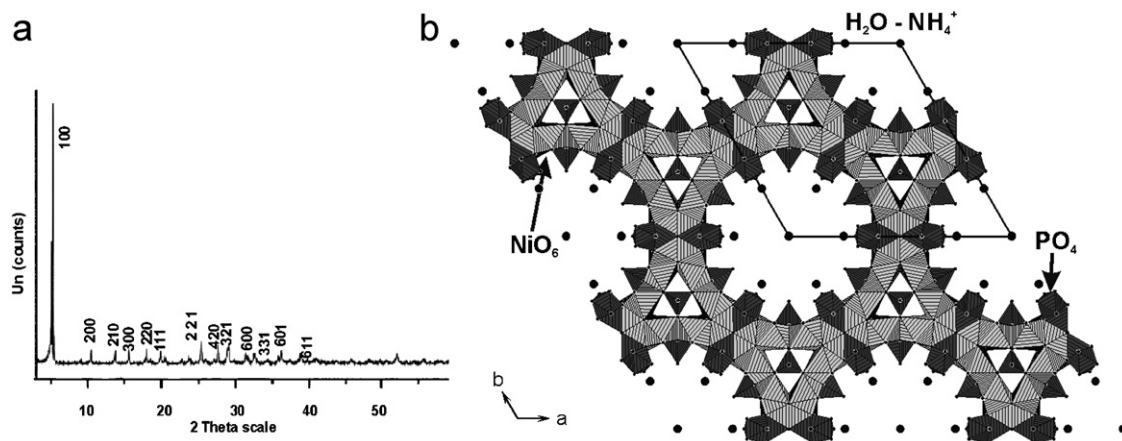 a
Un (counts)
100
200
210
300
220
111
2 2 1
420
321
600
331
601
611
10
20
30
40
50
2 Theta scale
b
H₂O - NH₄⁺
NiO₆
PO₄
b
a